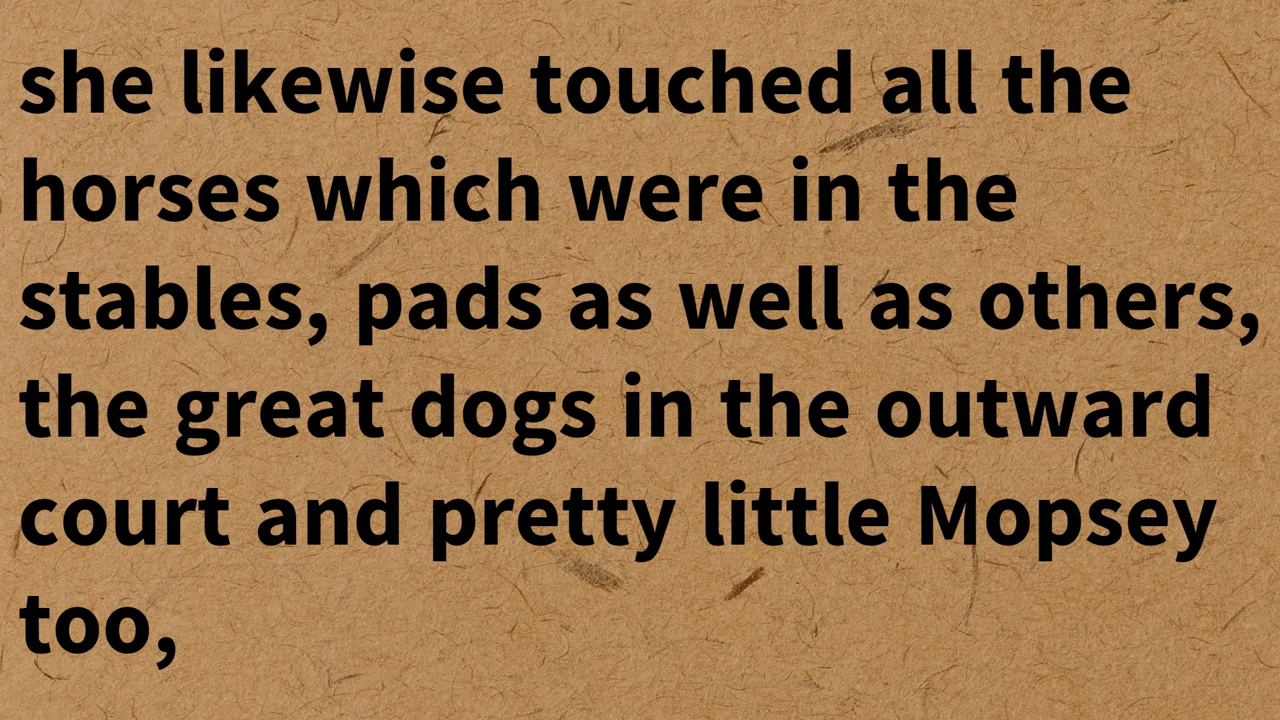 she likewise touched all the
horses which were in the
stables, pads as well as others,
the great dogs in the outward
court and pretty little Mopsey
too,